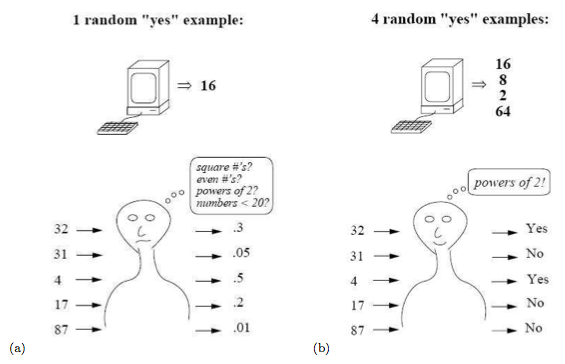 1 random "yes" example:
16
square #'s?
even #'s?
powers of 2?
numbers < 20?
32
.3
31
.05
4
.5
17
.2
87
.01
(a)
4 random "yes" examples:
16
8
2
64
powers of 2!
32
Yes
31
No
4
Yes
17
No
87
No
(b)